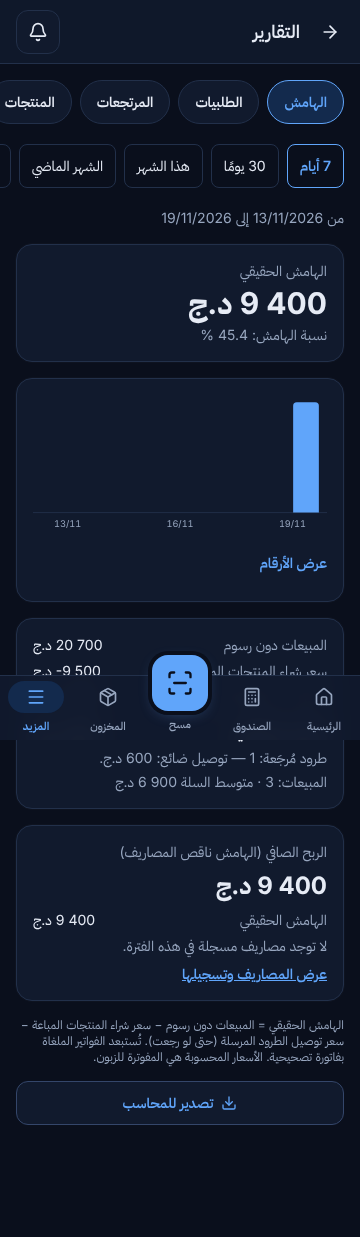 التقارير
الهامش
الطلبيات
المرتجعات
المنتجات
7 أيام
30 يومًا
هذا الشهر
الشهر الماضي
من 13/11/2026 إلى 19/11/2026
الهامش الحقيقي
9 400 د.ج
نسبة الهامش: 45.4 %
13/11 16/11 19/11
عرض الأرقام
المبيعات دون رسوم 20 700 د.ج
سعر شراء المنتجات -9 500 د.ج
الرئيسية
الصندوق
مسح
المخزون
المزيد
طرود مُرجَعة: 1 — توصيل ضائع: 600 د.ج.
المبيعات: 3 · متوسط السلة 6 900 د.ج
الربح الصافي (الهامش ناقص المصاريف)
9 400 د.ج
الهامش الحقيقي 9 400 د.ج
لا توجد مصاريف مسجلة في هذه الفترة.
عرض المصاريف وتسجيلها
الهامش الحقيقي = المبيعات دون رسوم − سعر شراء المنتجات المباعة −
سعر توصيل الطرود المرسلة (حتى لو رجعت). تُستبعد الفواتير الملغاة
بفاتورة تصحيحية. الأسعار المحسوبة هي المفوترة للزبون.
تصدير للمحاسب